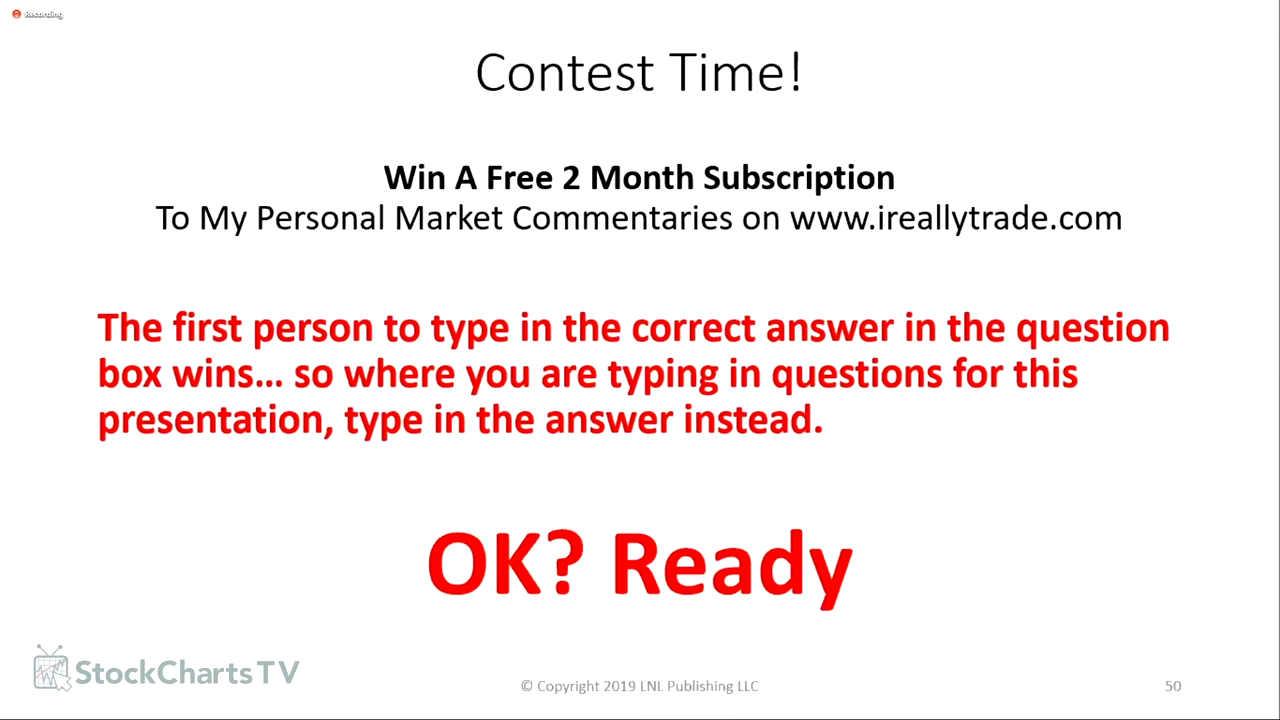 Recording
Contest Time!
Win A Free 2 Month Subscription
To My Personal Market Commentaries on www.ireallytrade.com
The first person to type in the correct answer in the question
box wins... so where you are typing in questions for this
presentation, type in the answer instead.
OK? Ready
StockChartsTV
© Copyright 2019 LNL Publishing LLC
50